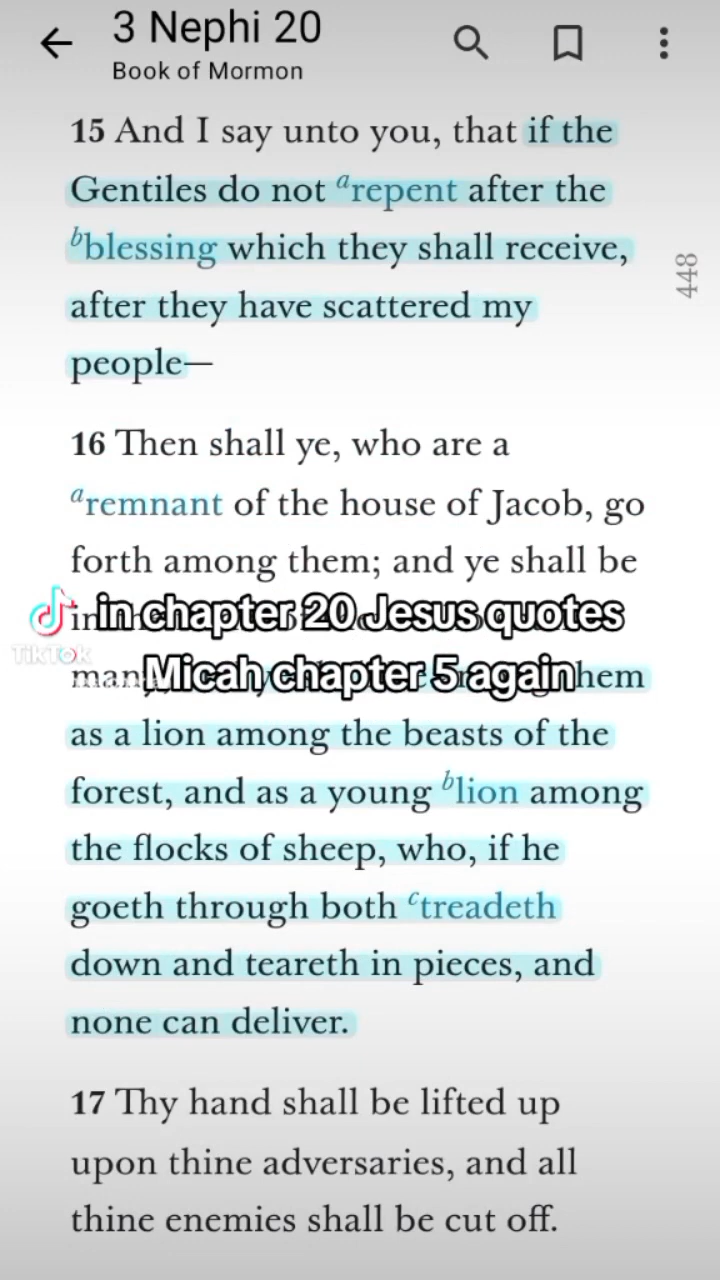 3 Nephi 20
Book of Mormon
15 And I say unto you, that if the
Gentiles do not a repent after the
b blessing which they shall receive,
after they have scattered my
people—
448
16 Then shall ye, who are a
a remnant of the house of Jacob, go
forth among them; and ye shall be
in
in chapter 20 Jesus quotes
TikTok
Micah chapter 5 again
hem
as a lion among the beasts of the
forest, and as a young b lion among
the flocks of sheep, who, if he
goeth through both c treadeth
down and teareth in pieces, and
none can deliver.
17 Thy hand shall be lifted up
upon thine adversaries, and all
thine enemies shall be cut off.